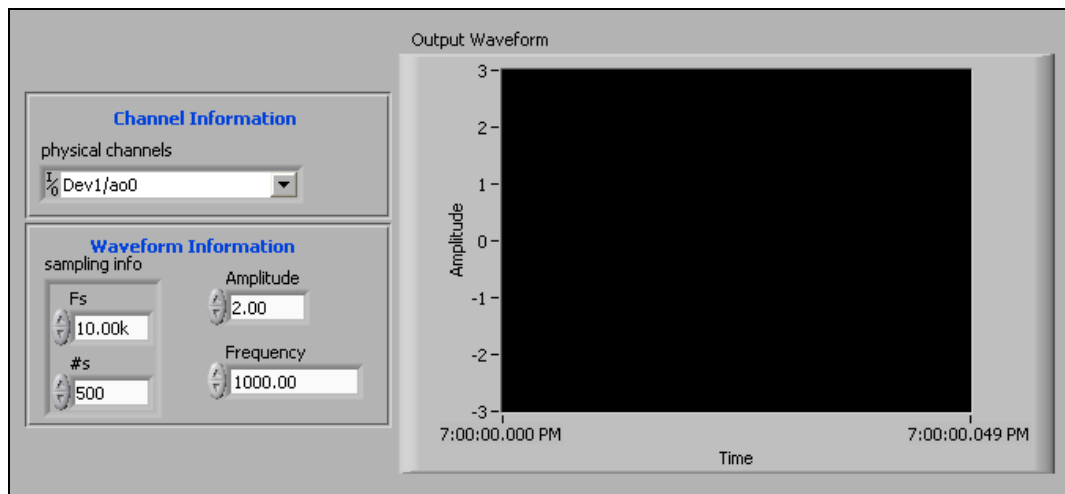 Channel Information
physical channels
I/0 Dev1/ao0
Waveform Information
sampling info
Fs
10.00k
#s
500
Amplitude
2.00
Frequency
1000.00
Output Waveform
Amplitude
3
2
1
0
-1
-2
-3
7:00:00.000 PM
7:00:00.049 PM
Time